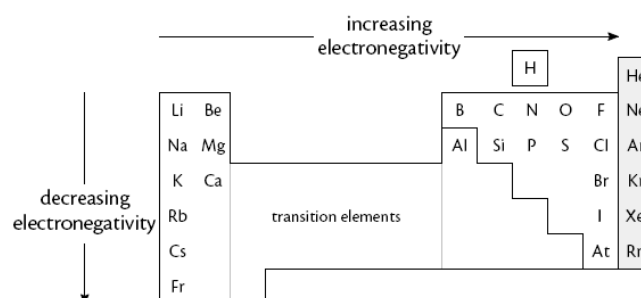 increasing
electronegativity
H
He
Li Be B C N O F Ne
Na Mg Al Si P S Cl Ar
K Ca Br Kr
decreasing
electronegativity
Rb transition elements I Xe
Cs At Rn
Fr